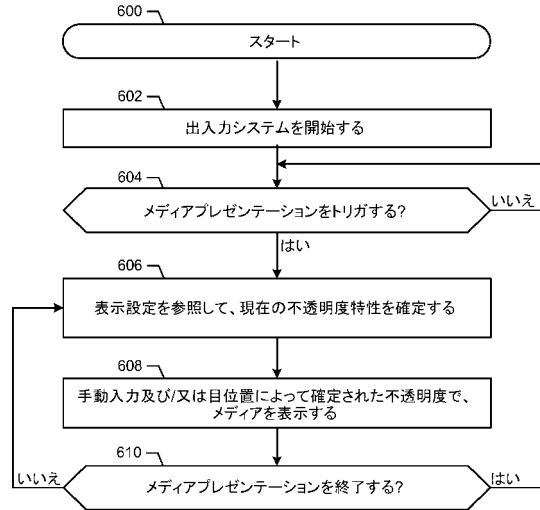 600
スタート
602
出入力システムを開始する
604
メディアプレゼンテーションをトリガする?
いいえ
はい
606
表示設定を参照して、現在の不透明度特性を確定する
608
手動入力及び/又は目位置によって確定された不透明度で、
メディアを表示する
610
いいえ
メディアプレゼンテーションを終了する?
はい